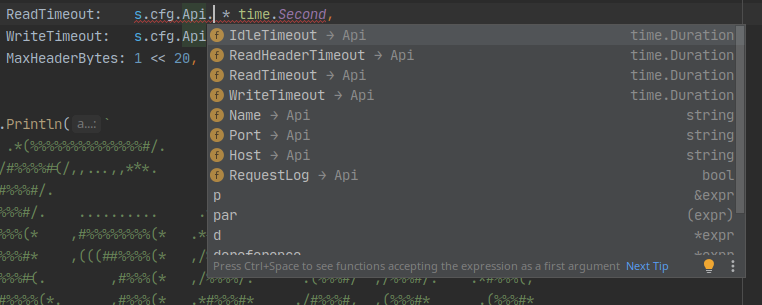 ReadTimeout: s.cfg.Api. * time.Second,
WriteTimeout: s.cfg.Api
MaxHeaderBytes: 1 << 20,
IdleTimeout → Api time.Duration
ReadHeaderTimeout → Api time.Duration
ReadTimeout → Api time.Duration
WriteTimeout → Api time.Duration
Name → Api string
Port → Api string
Host → Api string
RequestLog → Api bool
p &expr
par (expr)
d *expr
.Println( a…: `
.*(%%%%%%%%%%%%%%#/.
/#%%%%#(/,,...,,***.
#%%%#/.
%%%#/. ..........
%%%(* ,#%%%%%%%%(* .*
%%%#* ,(((##%%%%(* ,/
%%%#(. ,#%%%(*
Press Ctrl+Space to see functions accepting the expression as a first argument Next Tip